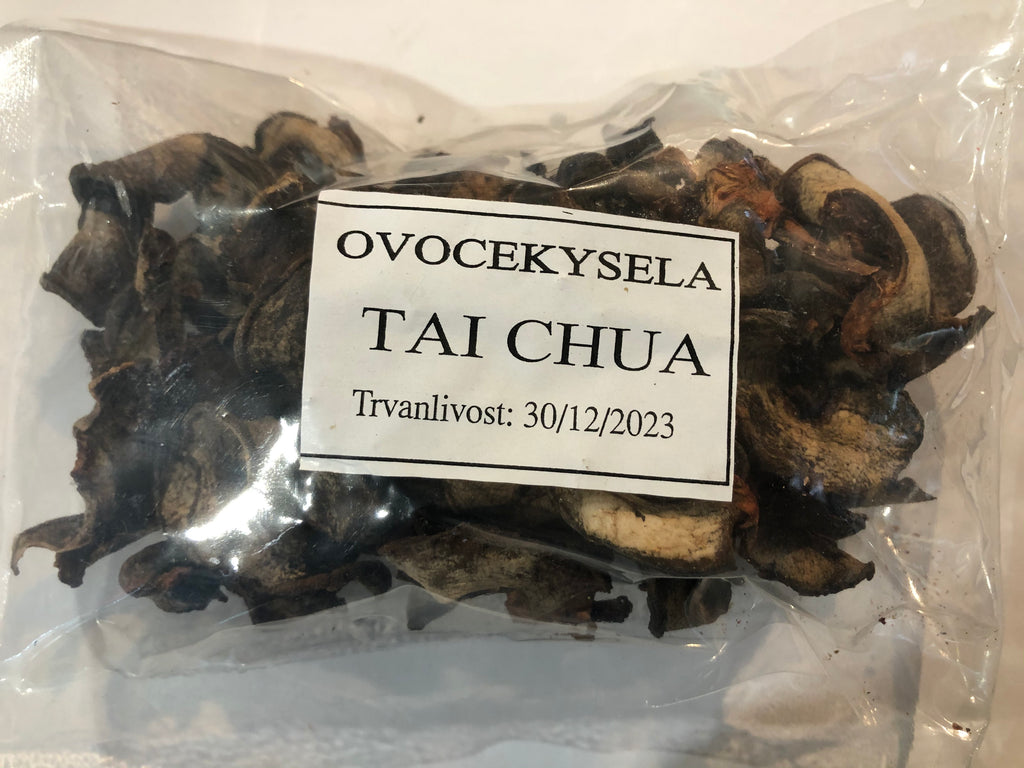 OVOCEKYSELA
TAI CHUA
Trvanlivost: 30/12/2023